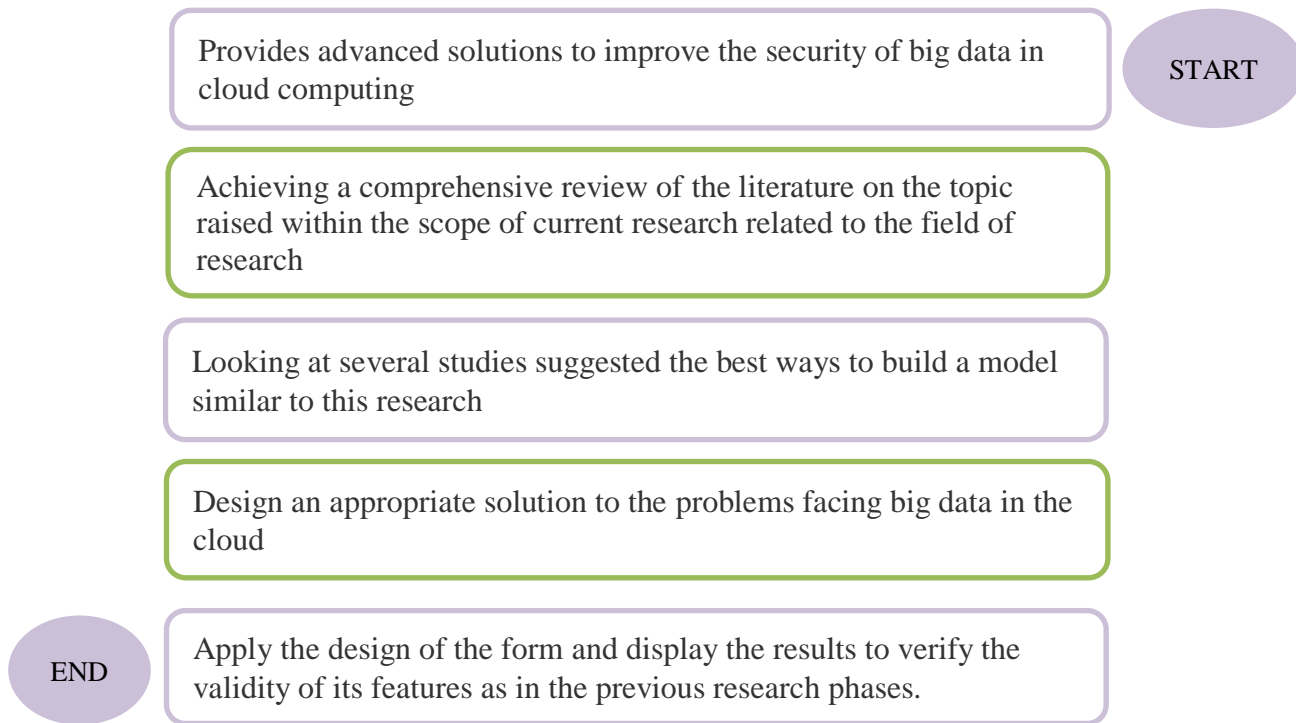 START
Provides advanced solutions to improve the security of big data in
cloud computing
Achieving a comprehensive review of the literature on the topic
raised within the scope of current research related to the field of
research
Looking at several studies suggested the best ways to build a model
similar to this research
Design an appropriate solution to the problems facing big data in the
cloud
Apply the design of the form and display the results to verify the
validity of its features as in the previous research phases.
END